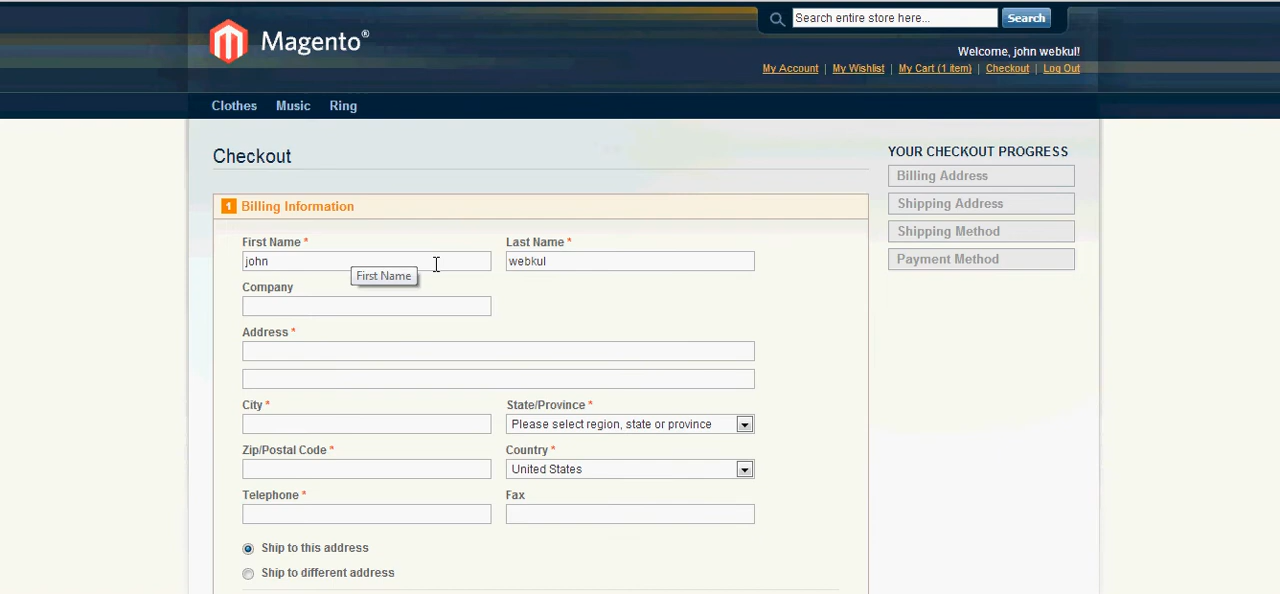 Magento®
Search entire store here...
Search
Welcome, john webkul!
My Account | My Wishlist | My Cart (1 item) | Checkout | Log Out
Clothes Music Ring
Checkout
1 Billing Information
First Name * Last Name *
john webkul
First Name
Company
Address *
City * State/Province *
Please select region, state or province
Zip/Postal Code * Country *
United States
Telephone * Fax
Ship to this address
Ship to different address
YOUR CHECKOUT PROGRESS
Billing Address
Shipping Address
Shipping Method
Payment Method